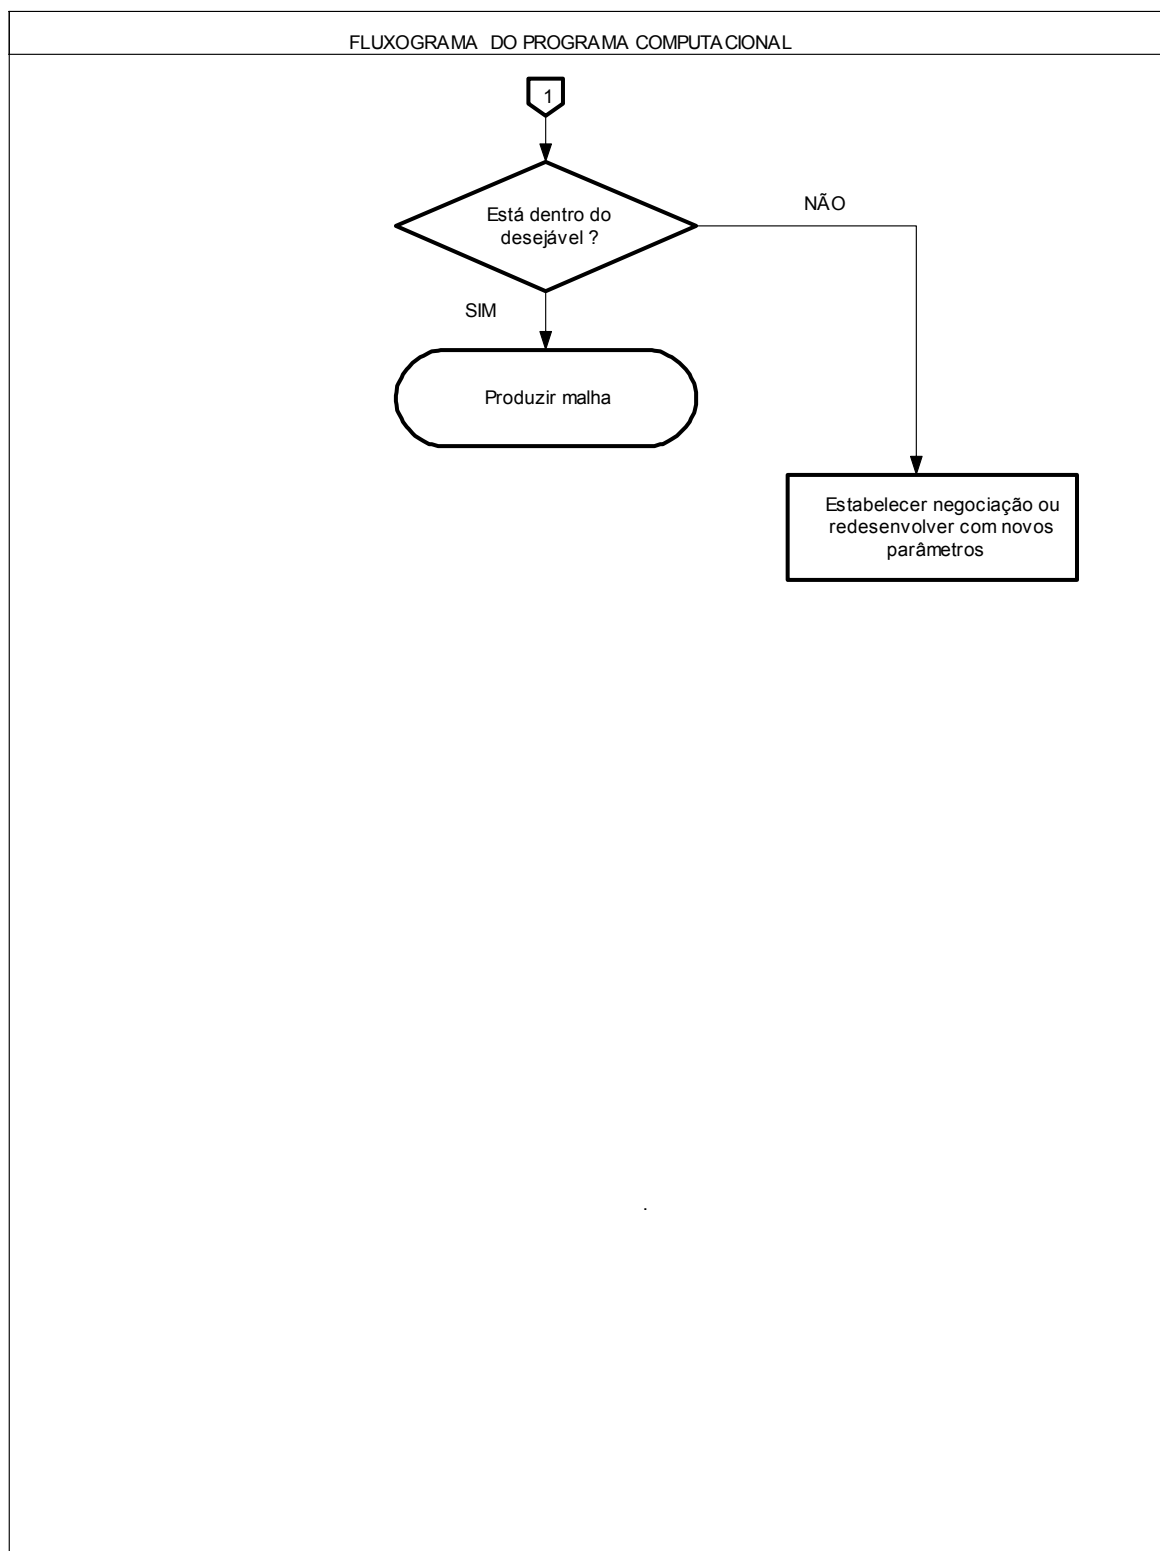 FLUXOGRAMA DO PROGRAMA COMPUTACIONAL
1
Está dentro do
desejável ?
NÃO
SIM
Produzir malha
Estabelecer negociação ou
redesenvolver com novos
parâmetros
.